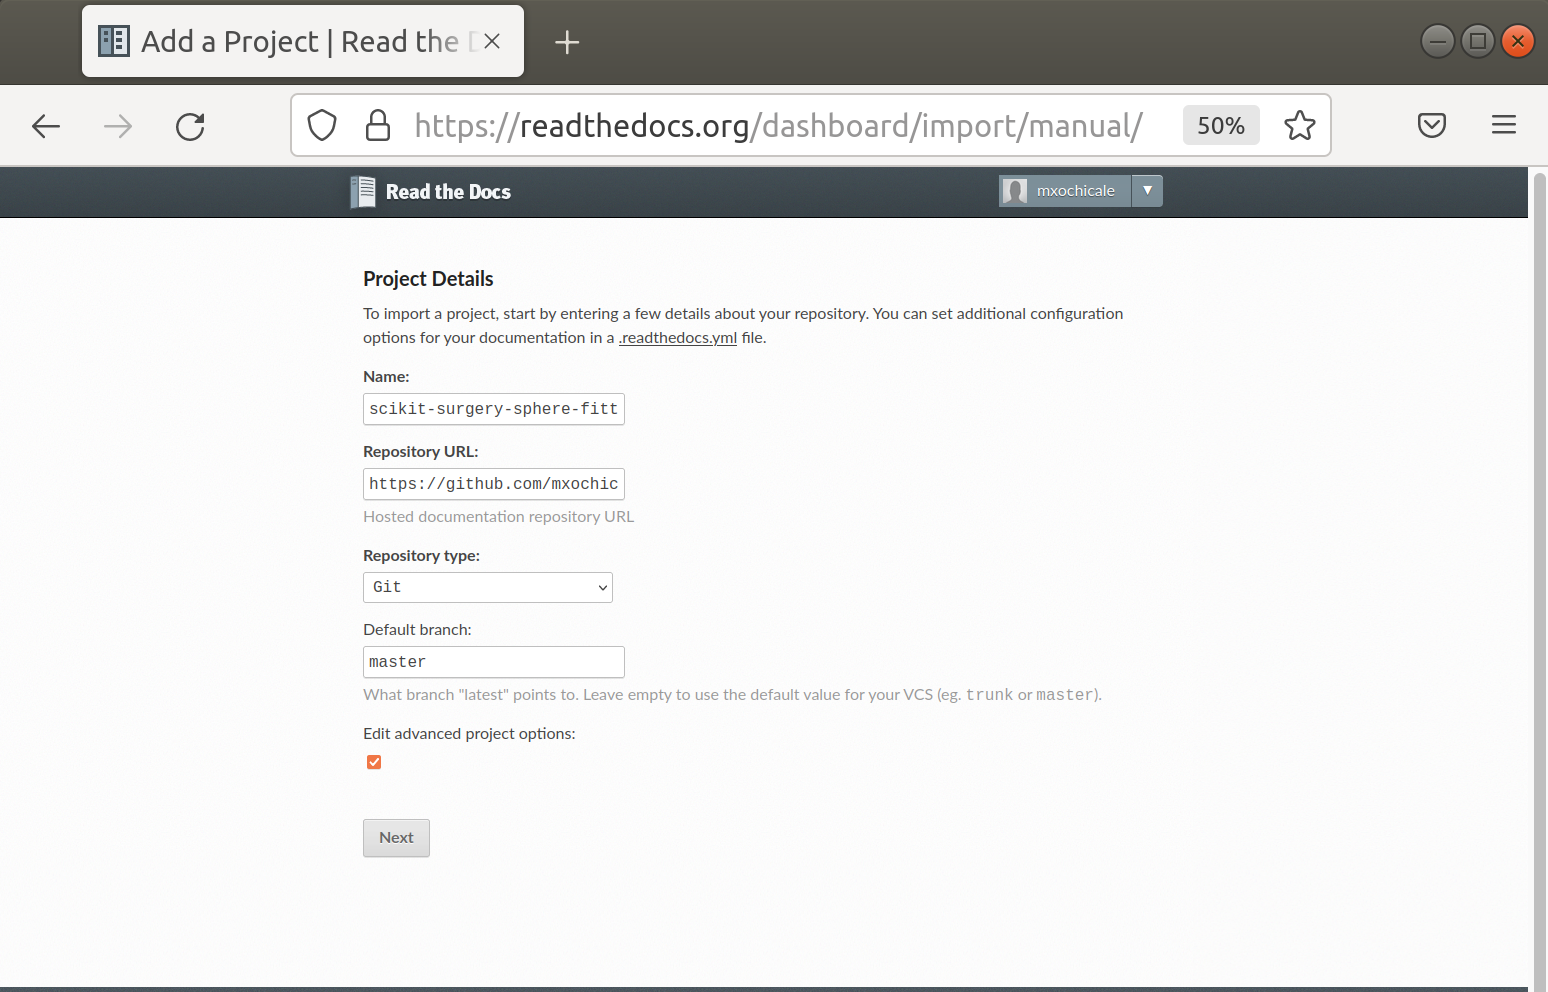 Add a Project | Read the
https://readthedocs.org/dashboard/import/manual/
50%
Read the Docs
mxochicale
Project Details
To import a project, start by entering a few details about your repository. You can set additional configuration
options for your documentation in a .readthedocs.yml file.
Name:
scikit-surgery-sphere-fitt
Repository URL:
https://github.com/mxochic
Hosted documentation repository URL
Repository type:
Git
Default branch:
master
What branch "latest" points to. Leave empty to use the default value for your VCS (eg. trunk or master).
Edit advanced project options:
Next